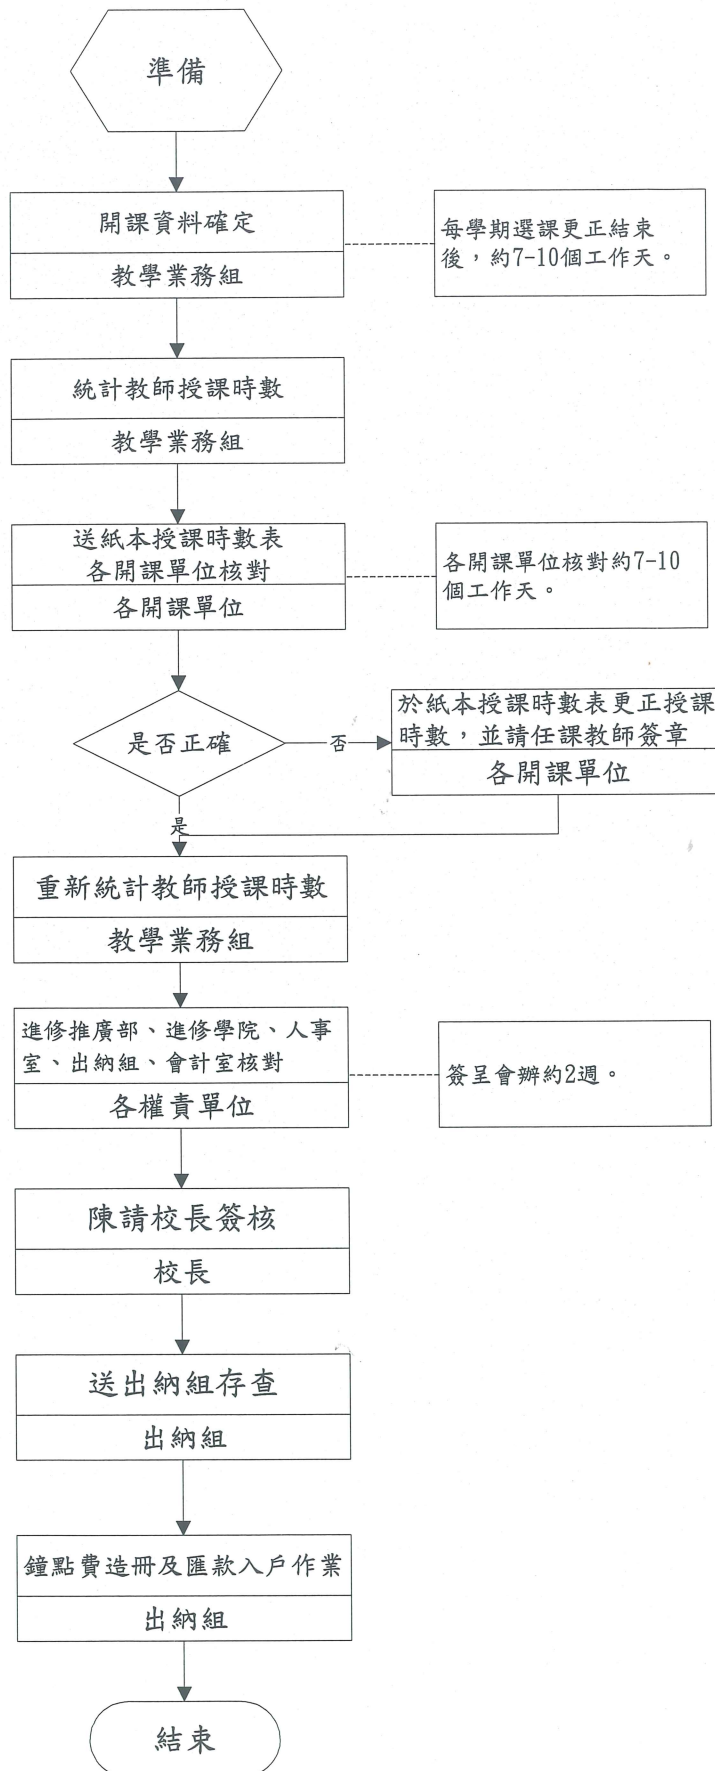 準備
開課資料確定
教學業務組
每學期選課更正結束
後，約7-10個工作天。
統計教師授課時數
教學業務組
送紙本授課時數表
各開課單位核對
各開課單位
各開課單位核對約7-10
個工作天。
是否正確
否
於紙本授課時數表更正授課
時數，並請任課教師簽章
各開課單位
是
重新統計教師授課時數
教學業務組
進修推廣部、進修學院、人事
室、出納組、會計室核對
各權責單位
簽呈會辦約2週。
陳請校長簽核
校長
送出納組存查
出納組
鐘點費造冊及匯款入戶作業
出納組
結束